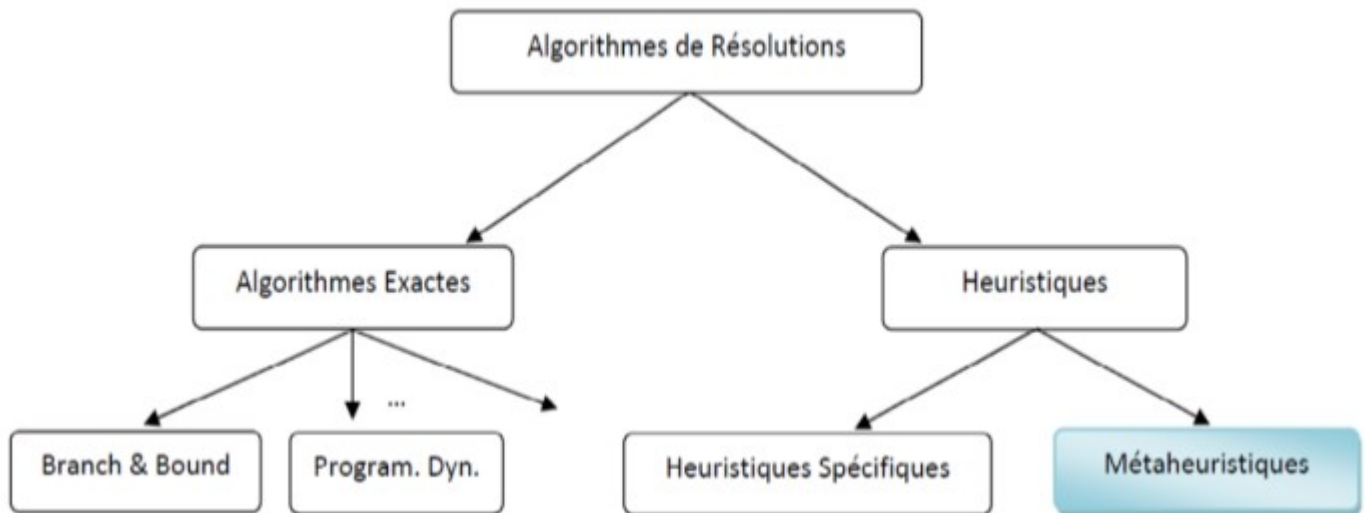 Algorithmes de Résolutions
Algorithmes Exactes
Heuristiques
...
Branch & Bound
Program. Dyn.
Heuristiques Spécifiques
Métaheuristiques